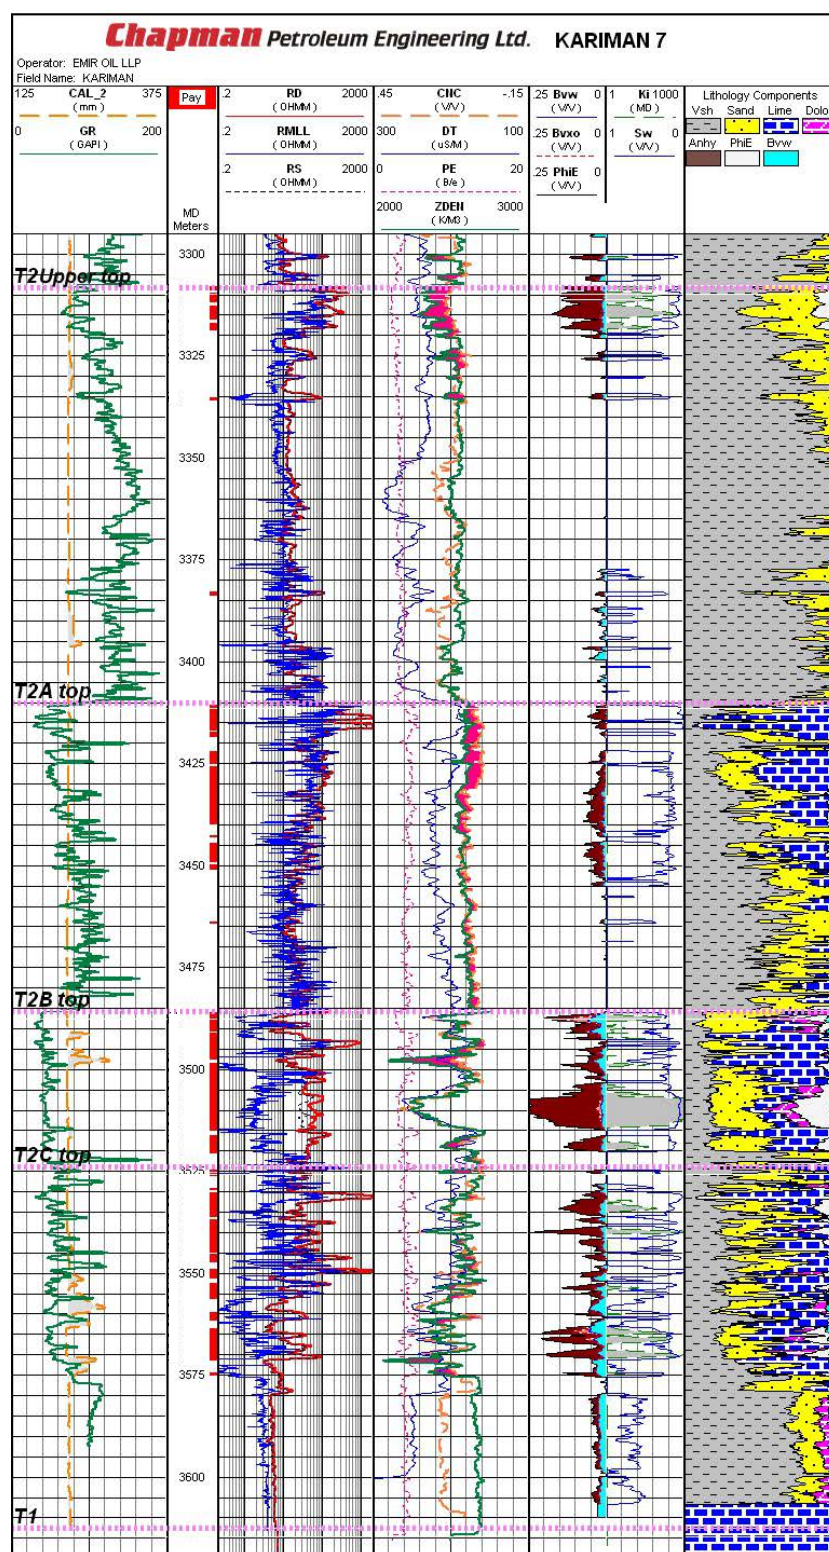 Chapman Petroleum Engineering Ltd. KARIMAN 7
Operator: EMIR OIL LLP
Field Name: KARIMAN
125 CAL_2 375
(mm)
0 GR 200
(GAPI)
Pay
MD
Meters
.2 RD 2000
(OHMM)
.2 RMLL 2000
(OHMM)
.2 RS 2000
(OHMM)
.45 CNC -.15
(V/V)
300 DT 100
(uS/M)
0 PE 20
(B/e)
2000 ZDEN 3000
(K/M3)
.25 Bvw 0
(V/V)
.25 Bvxo 0
(V/V)
.25 PhiE 0
(V/V)
1 Ki 1000
(MD)
1 Sw 0
(V/V)
Lithology Components
Vsh Sand Lime Dolo
Anhy PhiE Bvw
3300
T2Upper top
3325
3350
3375
3400
T2A top
3425
3450
3475
T2B top
3500
T2C top
3525
3550
3575
3600
T1